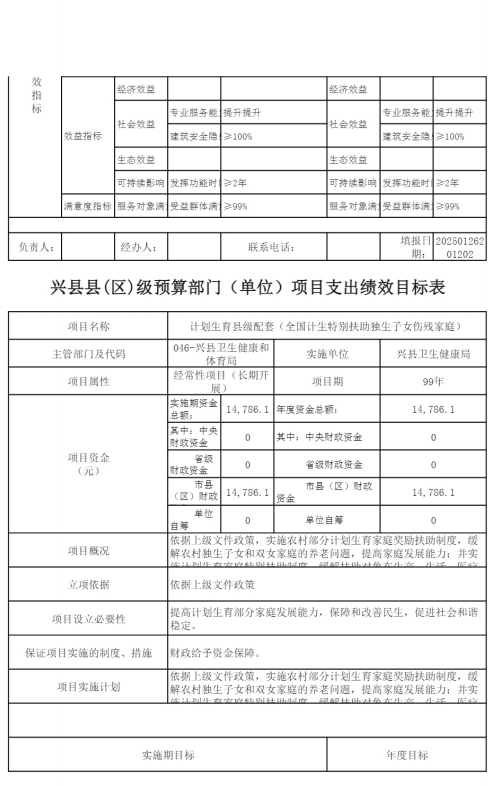 效
指
标
效益指标
经济效益
经济效益
社会效益
专业服务能
提升提升
社会效益
专业服务能
提升提升
建筑安全隐
≥100%
建筑安全隐
≥100%
生态效益
生态效益
可持续影响
发挥功能时
≥2年
可持续影响
发挥功能时
≥2年
满意度指标
服务对象满
受益群体满
≥99%
服务对象满
受益群体满
≥99%
负责人:
经办人:
联系电话:
填报日
期:
202501262
01202
兴县县(区)级预算部门（单位）项目支出绩效目标表
项目名称
计划生育县级配套（全国计生特别扶助独生子女伤残家庭）
主管部门及代码
046-兴县卫生健康和
体育局
实施单位
兴县卫生健康局
项目属性
经常性项目（长期开
展）
项目期
99年
项目资金
（元）
实施期资金
总额:
14,786.1
年度资金总额:
14,786.1
其中: 中央
财政资金
0
其中: 中央财政资金
0
省级
财政资金
0
省级财政资金
0
市县
（区）财政
14,786.1
市县（区）财政
资金
14,786.1
单位
自筹
0
单位自筹
0
项目概况
依据上级文件政策，实施农村部分计划生育家庭奖励扶助制度，缓
解农村独生子女和双女家庭的养老问题，提高家庭发展能力；并实
施计划生育家庭特别扶助制度，缓解扶助对象在生产、生活、医疗
立项依据
依据上级文件政策
项目设立必要性
提高计划生育部分家庭发展能力，保障和改善民生，促进社会和谐
稳定。
保证项目实施的制度、措施
财政给予资金保障。
项目实施计划
依据上级文件政策，实施农村部分计划生育家庭奖励扶助制度，缓
解农村独生子女和双女家庭的养老问题，提高家庭发展能力；并实
施计划生育家庭特别扶助制度，缓解扶助对象在生产、生活、医疗
实施期目标
年度目标